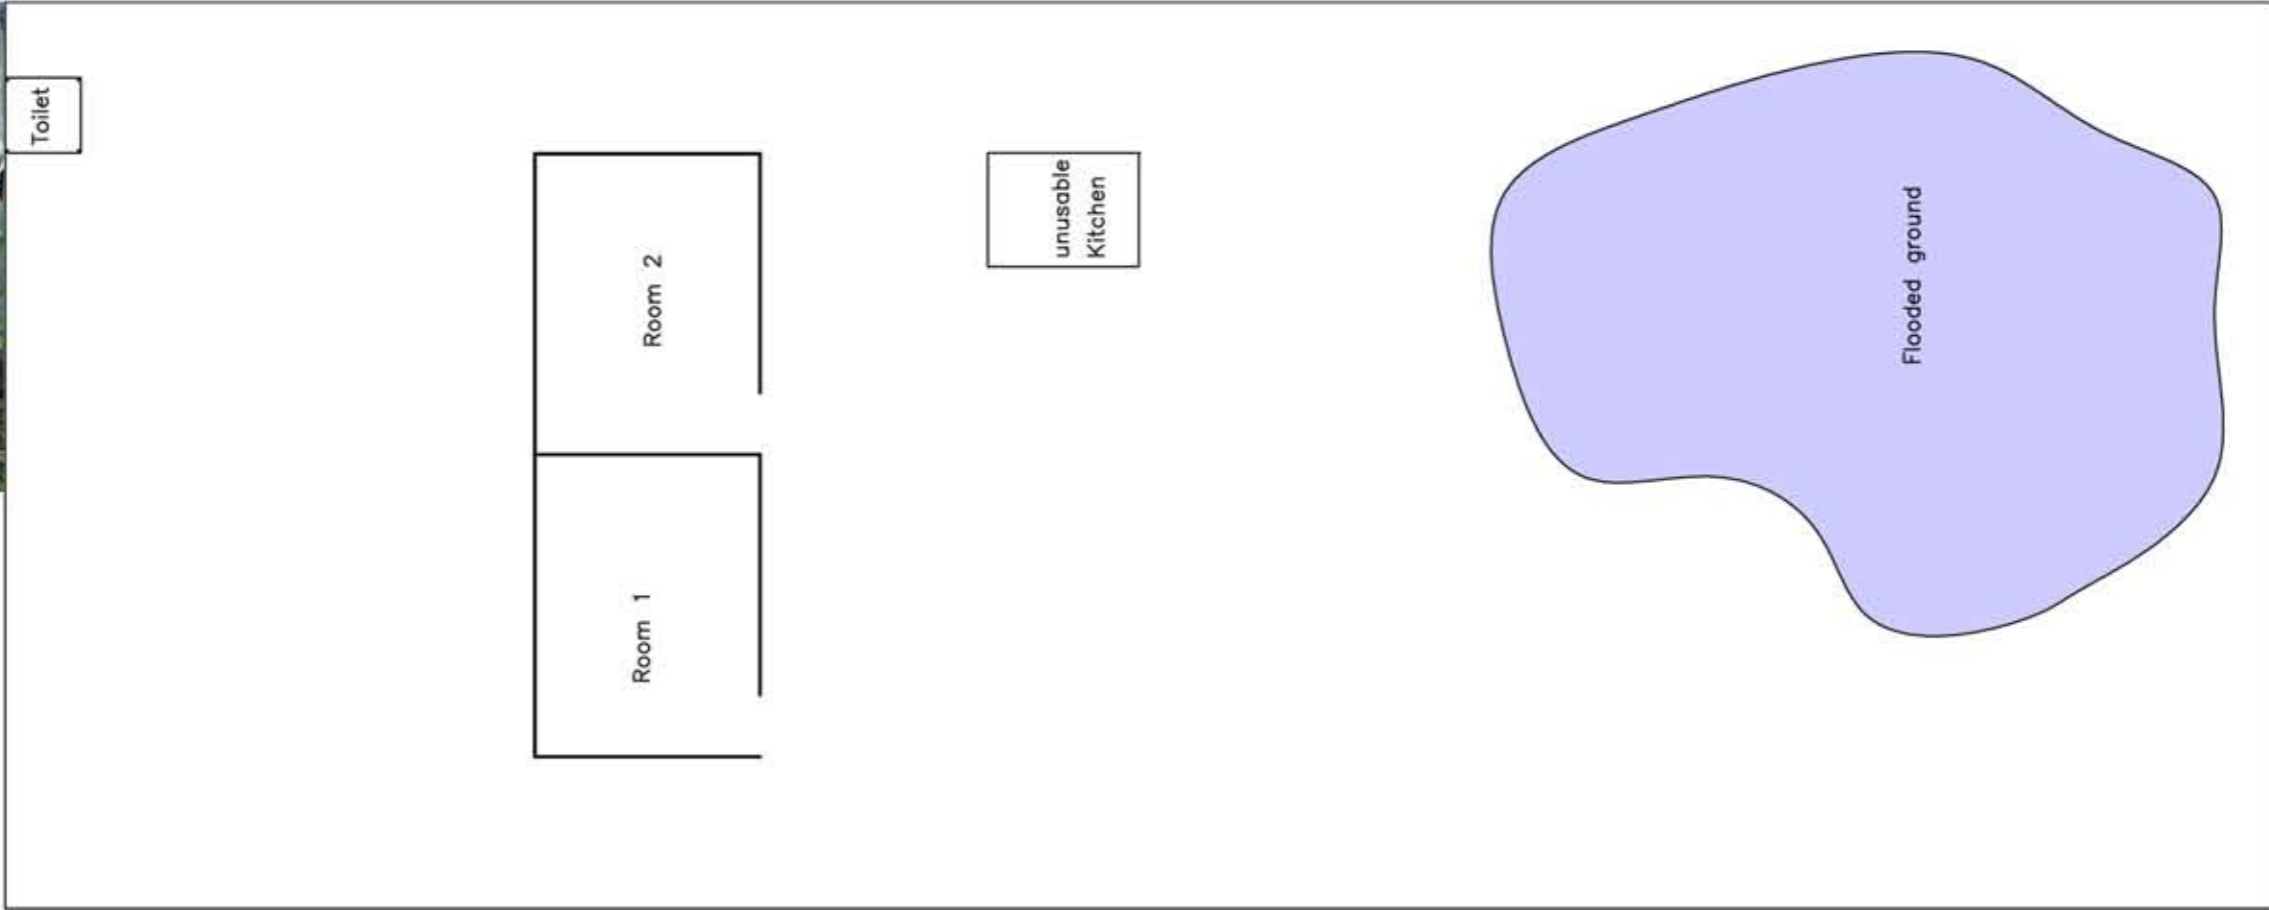 Toilet
Room 2
Room 1
unusable
Kitchen
Flooded ground